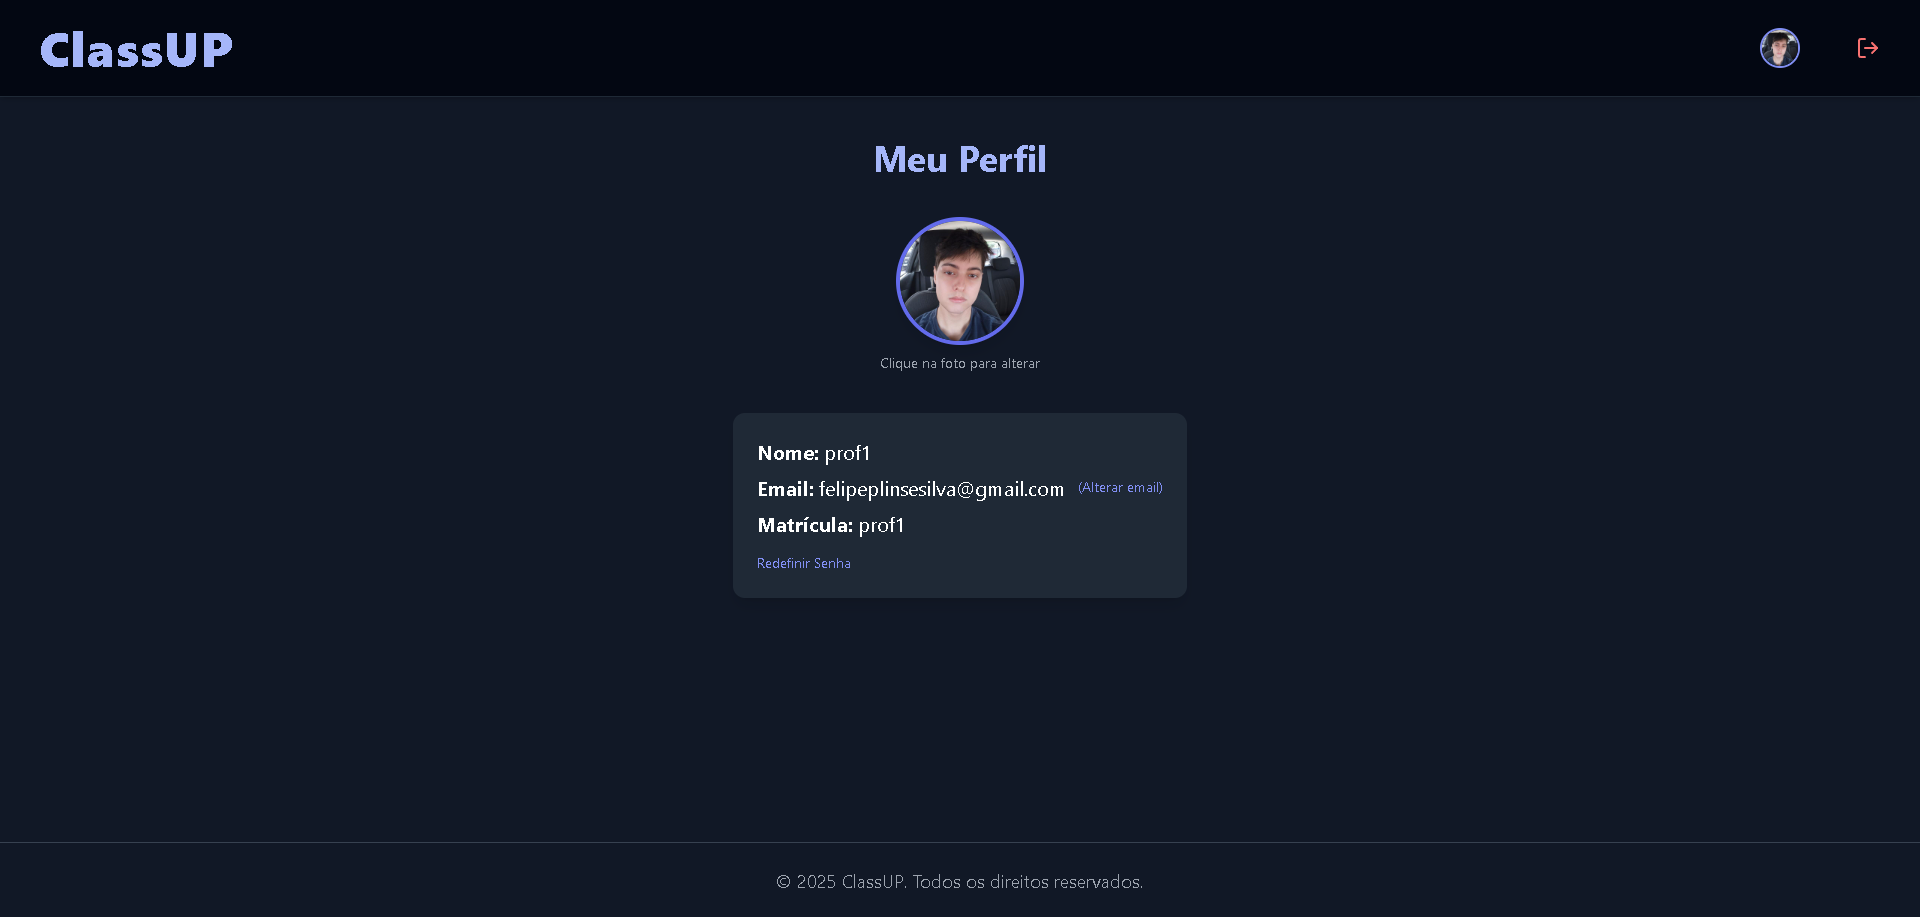 ClassUP
Meu Perfil
Clique na foto para alterar
Nome: prof1
Email: felipeplinsesilva@gmail.com (Alterar email)
Matrícula: prof1
Redefinir Senha
© 2025 ClassUP. Todos os direitos reservados.